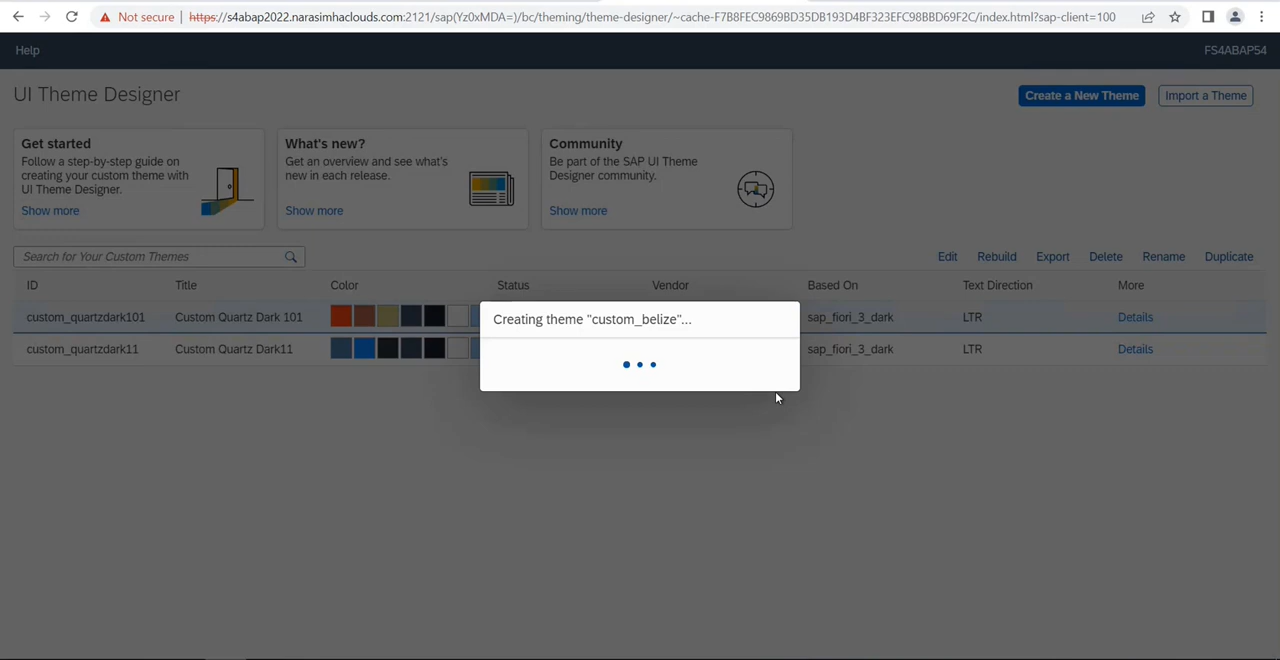 Not secure
https://s4abap2022.narasimhaclouds.com:2121/sap(Yz0xMDA=)/bc/theming/theme-designer/~cache-F7B8FEC9869BD35DB193D4BF323EFC98BBD69F2C/index.html?sap-client=100
Help
FS4ABAP54
UI Theme Designer
Create a New Theme
Import a Theme
Get started
Follow a step-by-step guide on
creating your custom theme with
UI Theme Designer.
Show more
What's new?
Get an overview and see what's
new in each release.
Show more
Community
Be part of the SAP UI Theme
Designer community.
Show more
Search for Your Custom Themes
Edit Rebuild Export Delete Rename Duplicate
ID Title Color Status Vendor Based On Text Direction More
custom_quartzdark101 Custom Quartz Dark 101 sap_fiori_3_dark LTR Details
custom_quartzdark11 Custom Quartz Dark11 sap_fiori_3_dark LTR Details
Creating theme "custom_belize"...